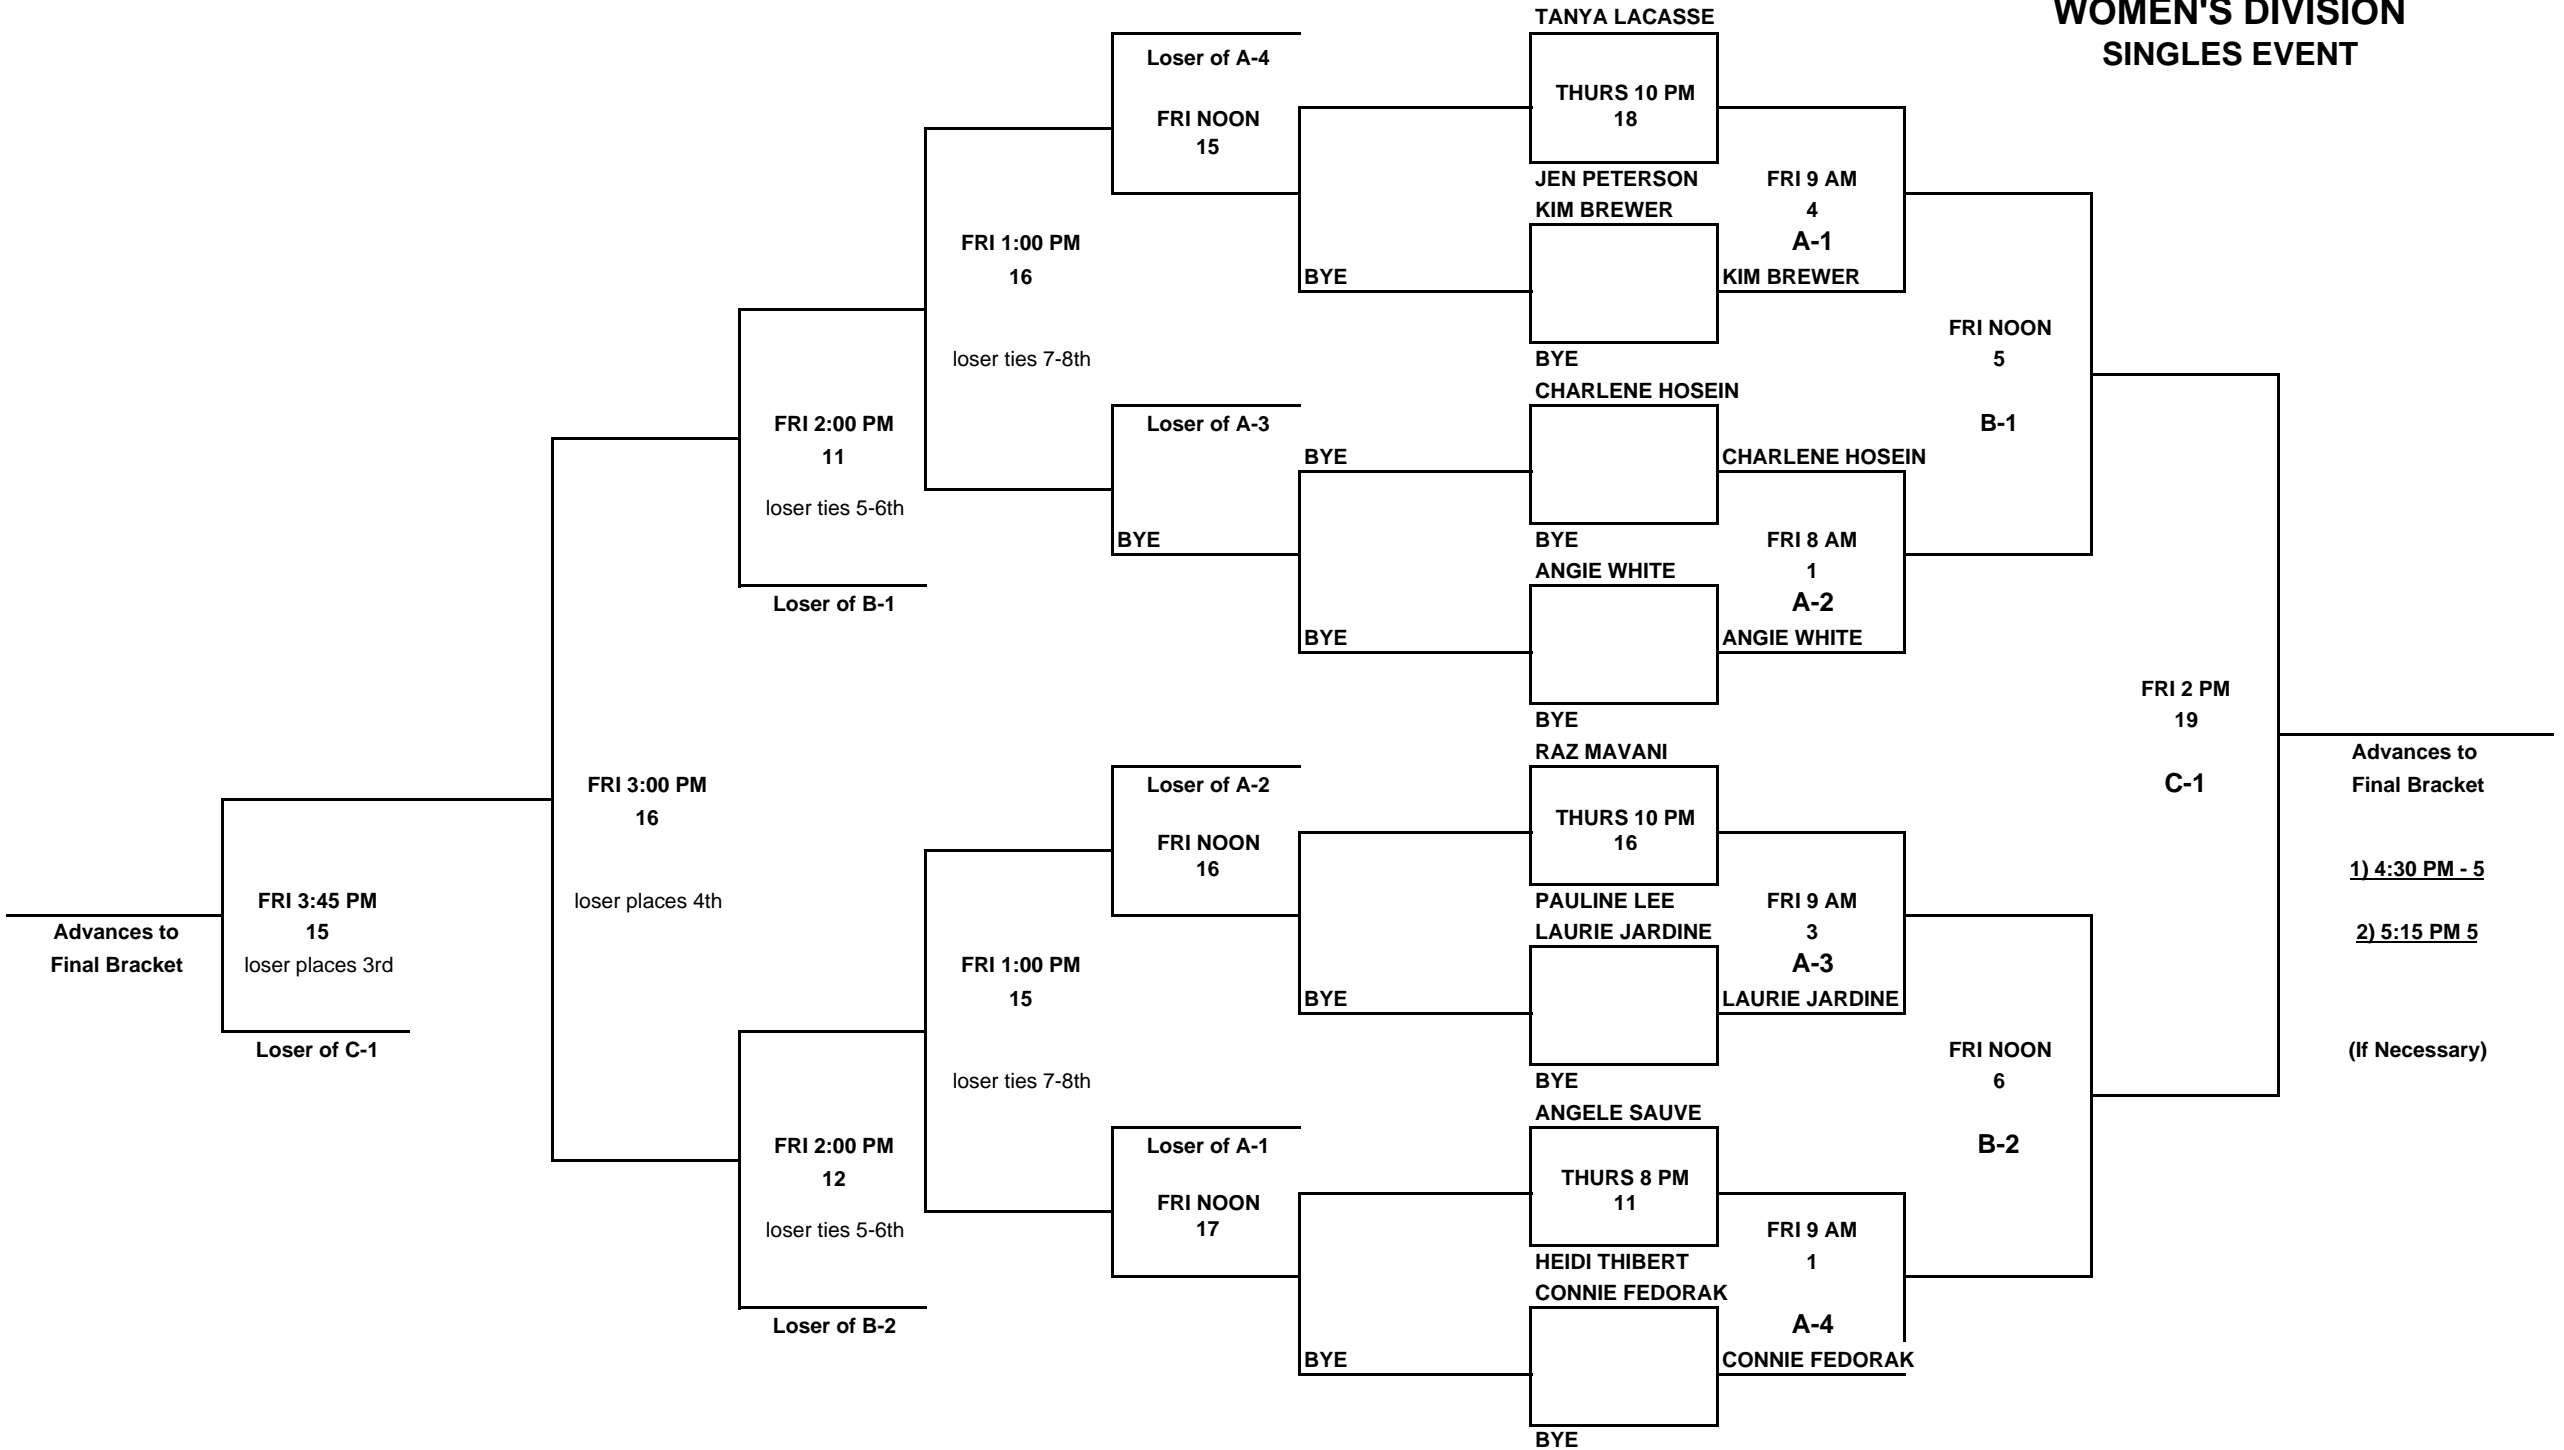 WOMEN'S DIVISION
SINGLES EVENT
TANYA LACASSE
THURS 10 PM
18
JEN PETERSON
KIM BREWER
BYE
CHARLENE HOSEIN
BYE
ANGIE WHITE
BYE
RAZ MAVANI
THURS 10 PM
16
PAULINE LEE
LAURIE JARDINE
BYE
ANGELE SAUVE
THURS 8 PM
11
HEIDI THIBERT
CONNIE FEDORAK
BYE
FRI 9 AM
4
A-1
KIM BREWER
CHARLENE HOSEIN
FRI 8 AM
1
A-2
ANGIE WHITE
FRI 9 AM
3
A-3
LAURIE JARDINE
FRI 9 AM
1
A-4
CONNIE FEDORAK
FRI NOON
5
B-1
FRI NOON
6
B-2
FRI 2 PM
19
C-1
Advances to
Final Bracket
1) 4:30 PM - 5
2) 5:15 PM 5
(If Necessary)
BYE
BYE
BYE
BYE
BYE
Loser of A-4
FRI NOON
15
Loser of A-3
BYE
Loser of A-2
FRI NOON
16
Loser of A-1
FRI NOON
17
FRI 1:00 PM
16
loser ties 7-8th
FRI 1:00 PM
15
loser ties 7-8th
FRI 2:00 PM
11
loser ties 5-6th
Loser of B-1
FRI 2:00 PM
12
loser ties 5-6th
Loser of B-2
FRI 3:00 PM
16
loser places 4th
FRI 3:45 PM
15
loser places 3rd
Loser of C-1
Advances to
Final Bracket